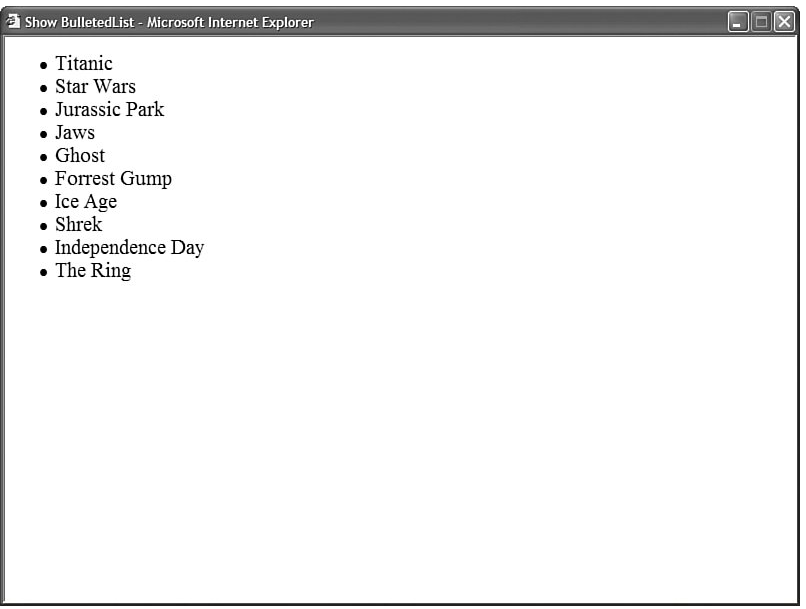 Show BulletedList - Microsoft Internet Explorer
• Titanic
• Star Wars
• Jurassic Park
• Jaws
• Ghost
• Forrest Gump
• Ice Age
• Shrek
• Independence Day
• The Ring